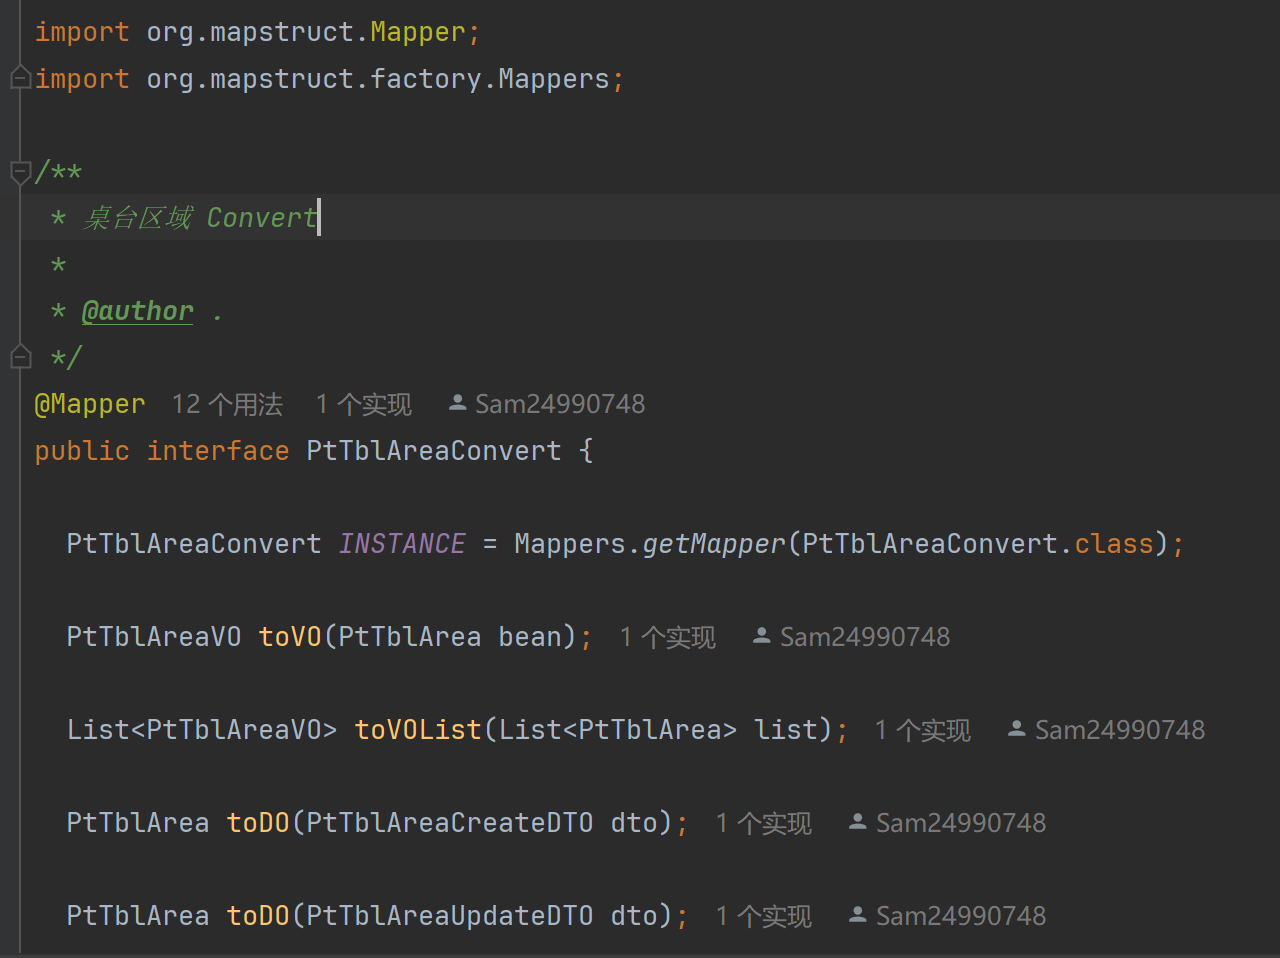 import org.mapstruct.Mapper;
import org.mapstruct.factory.Mappers;
/**
* 桌台区域 Convert
*
* @author .
*/
@Mapper 12 个用法 1 个实现 Sam24990748
public interface PtTblAreaConvert {
PtTblAreaConvert INSTANCE = Mappers.getMapper(PtTblAreaConvert.class);
PtTblAreaVO toVO(PtTblArea bean); 1 个实现 Sam24990748
List<PtTblAreaVO> toVOList(List<PtTblArea> list); 1 个实现 Sam24990748
PtTblArea toDO(PtTblAreaCreateDTO dto); 1 个实现 Sam24990748
PtTblArea toDO(PtTblAreaUpdateDTO dto); 1 个实现 Sam24990748